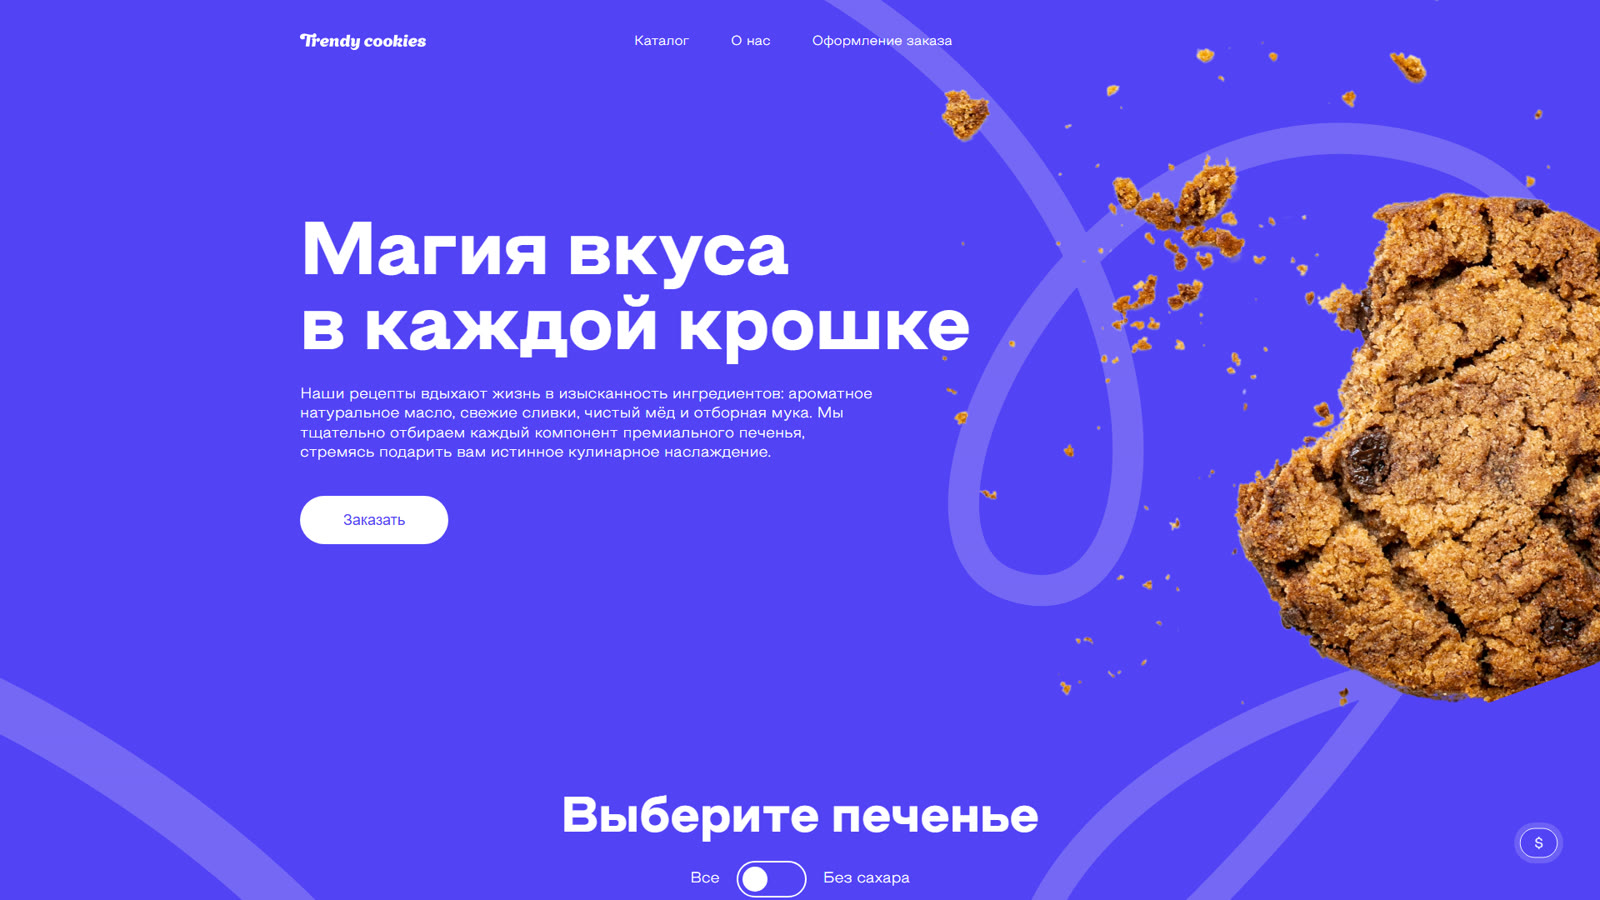 Trendy cookies
Каталог
О нас
Оформление заказа
Магия вкуса
в каждой крошке
Наши рецепты вдыхают жизнь в изысканность ингредиентов: ароматное
натуральное масло, свежие сливки, чистый мёд и отборная мука. Мы
тщательно отбираем каждый компонент премиального печенья,
стремясь подарить вам истинное кулинарное наслаждение.
Заказать
Выберите печенье
Все
Без сахара
$